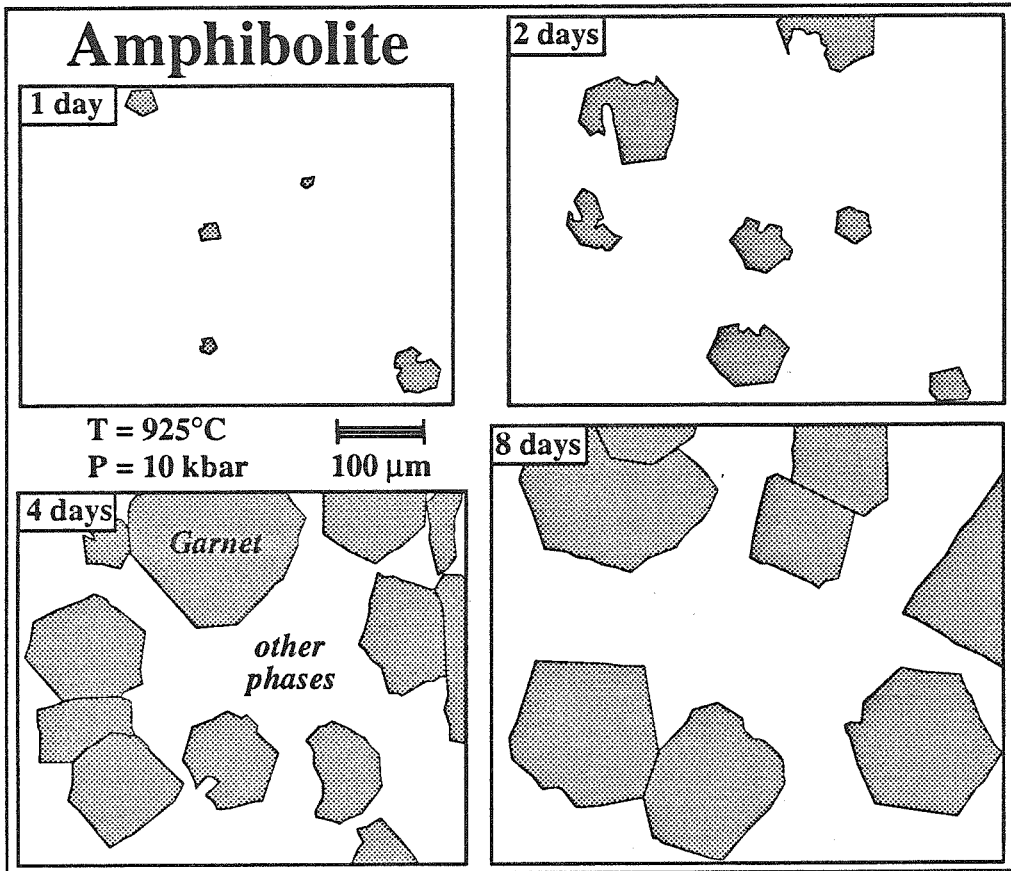 Amphibolite
1 day
2 days
T = 925°C
P = 10 kbar
100 µm
4 days
Garnet
other
phases
8 days